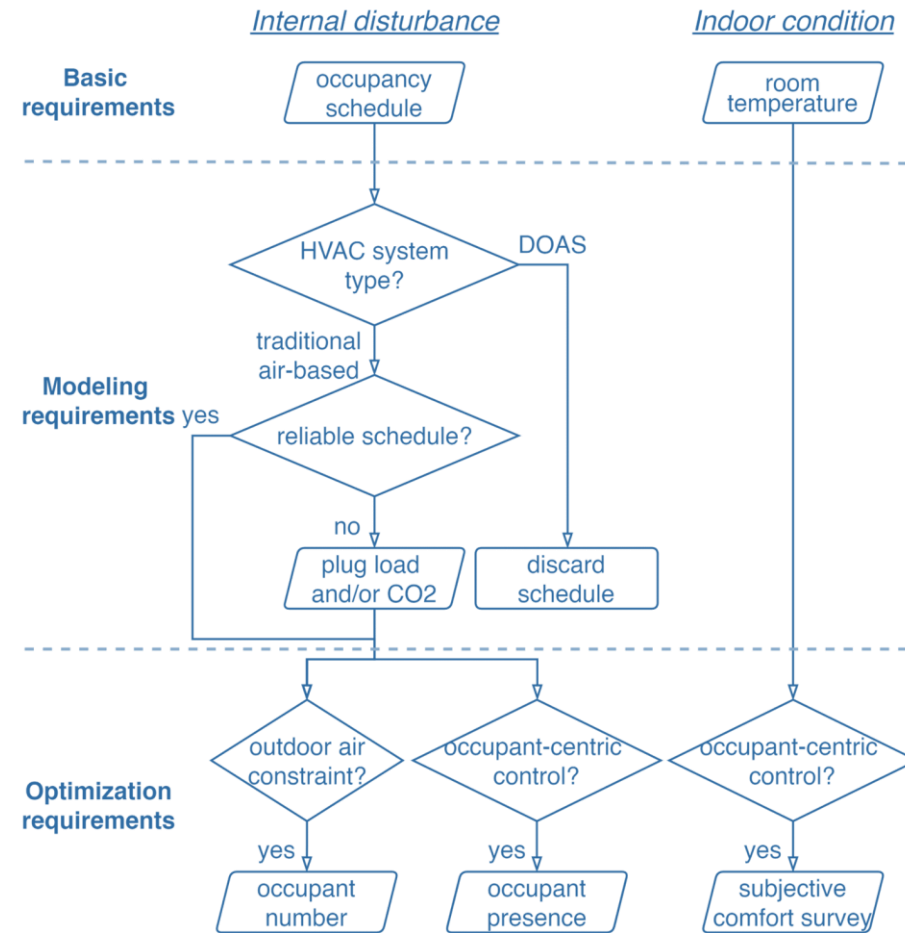 Internal disturbance
Indoor condition
Basic
requirements
occupancy
schedule
room
temperature
HVAC system
type?
DOAS
traditional
air-based
Modeling
requirements
yes
reliable schedule?
no
plug load
and/or CO2
discard
schedule
Optimization
requirements
outdoor air
constraint?
occupant-centric
control?
occupant-centric
control?
yes
yes
yes
occupant
number
occupant
presence
subjective
comfort survey